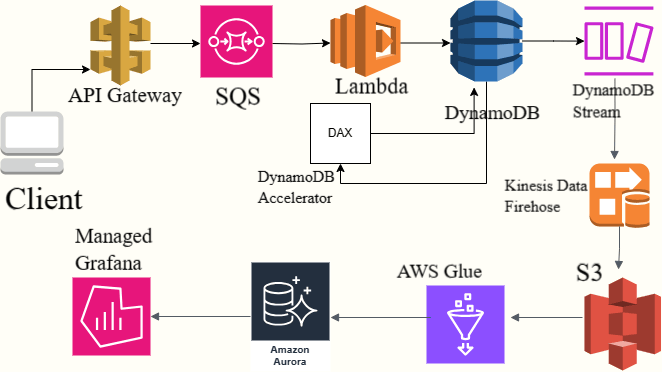 API Gateway
SQS
Lambda
DynamoDB
DynamoDB
Stream
DAX
DynamoDB
Accelerator
Client
Kinesis Data
Firehose
Managed
Grafana
Amazon
Aurora
AWS Glue
S3